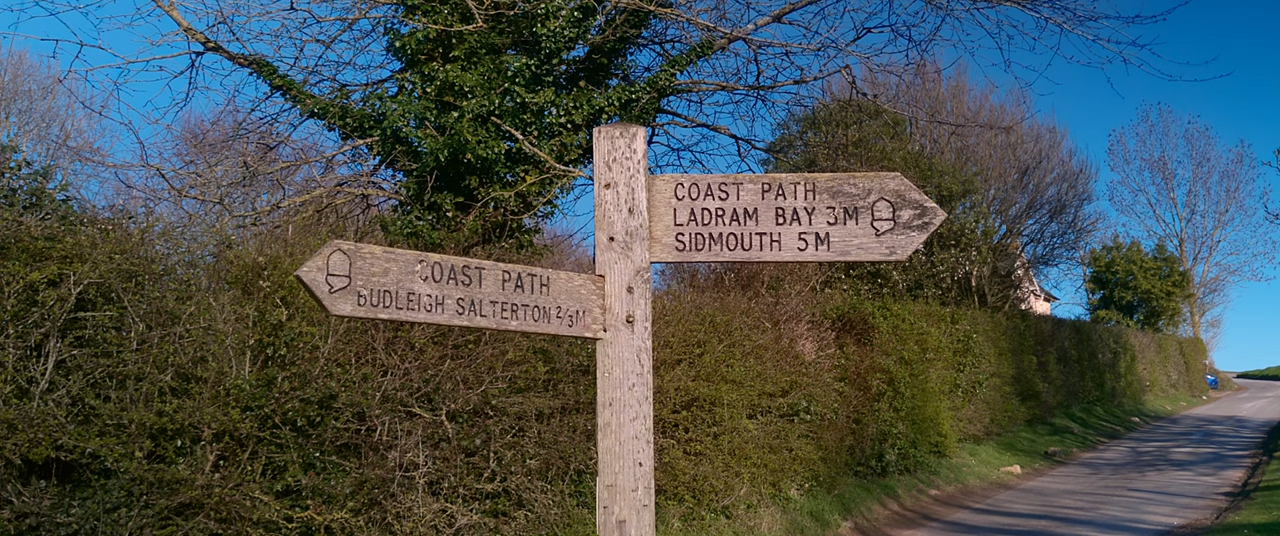 COAST PATH
BUDLEIGH SALTERTON 2/3M
COAST PATH
LADRAM BAY 3M
SIDMOUTH 5M